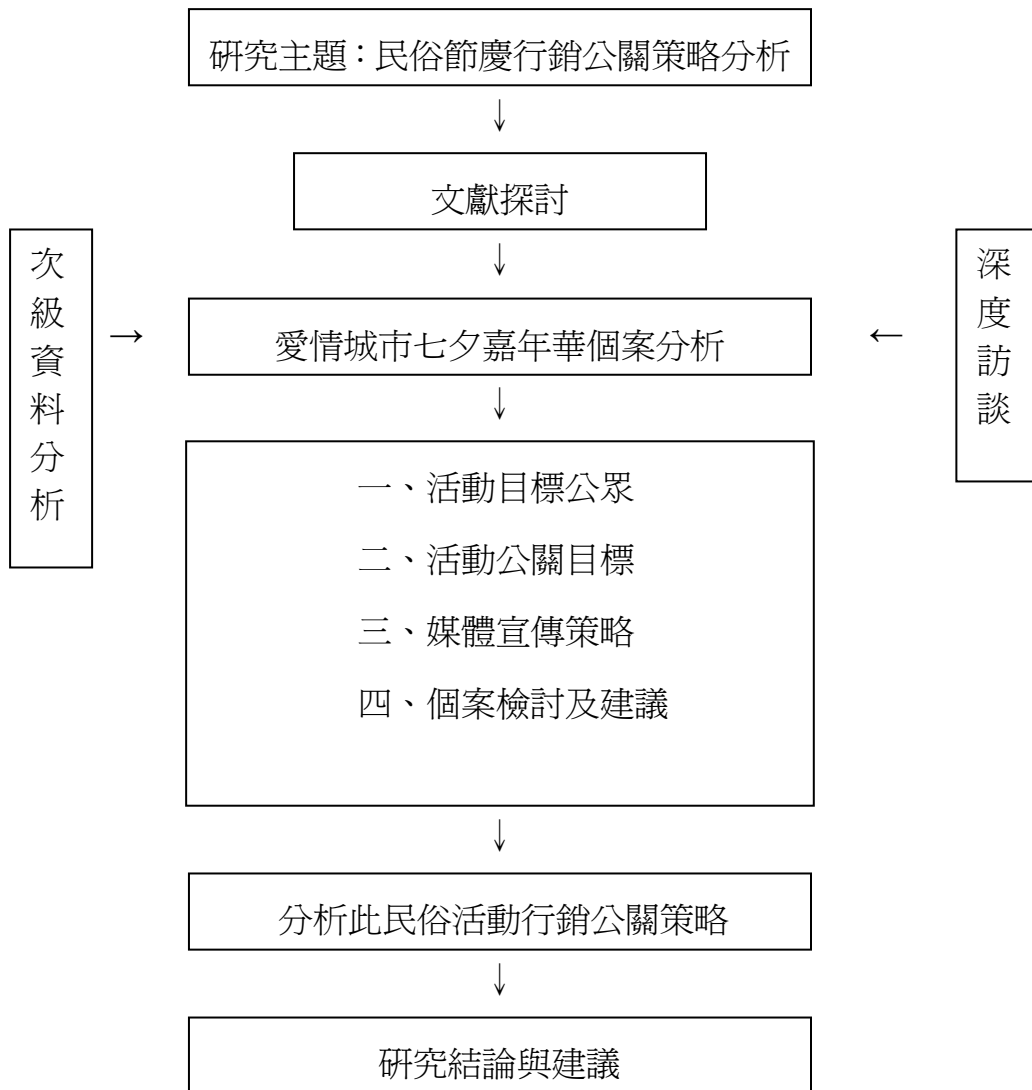 研究主題：民俗節慶行銷公關策略分析
↓
文獻探討
↓
次級資料分析
→
愛情城市七夕嘉年華個案分析
←
深度訪談
↓
一、活動目標公眾
二、活動公關目標
三、媒體宣傳策略
四、個案檢討及建議
↓
分析此民俗活動行銷公關策略
↓
研究結論與建議